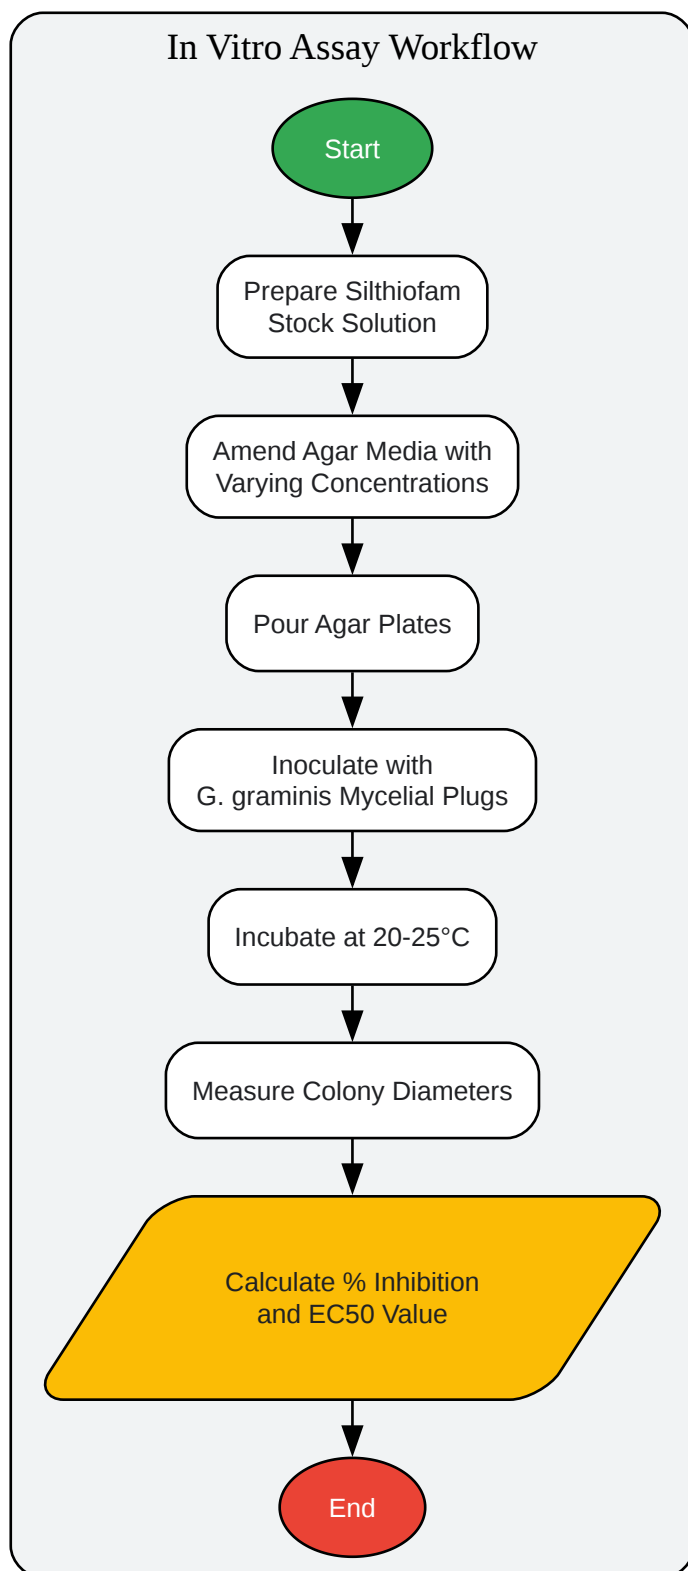 In Vitro Assay Workflow
Start
Prepare Silthiofam
Stock Solution
Amend Agar Media with
Varying Concentrations
Pour Agar Plates
Inoculate with
G. graminis Mycelial Plugs
Incubate at 20-25°C
Measure Colony Diameters
Calculate % Inhibition
and EC50 Value
End